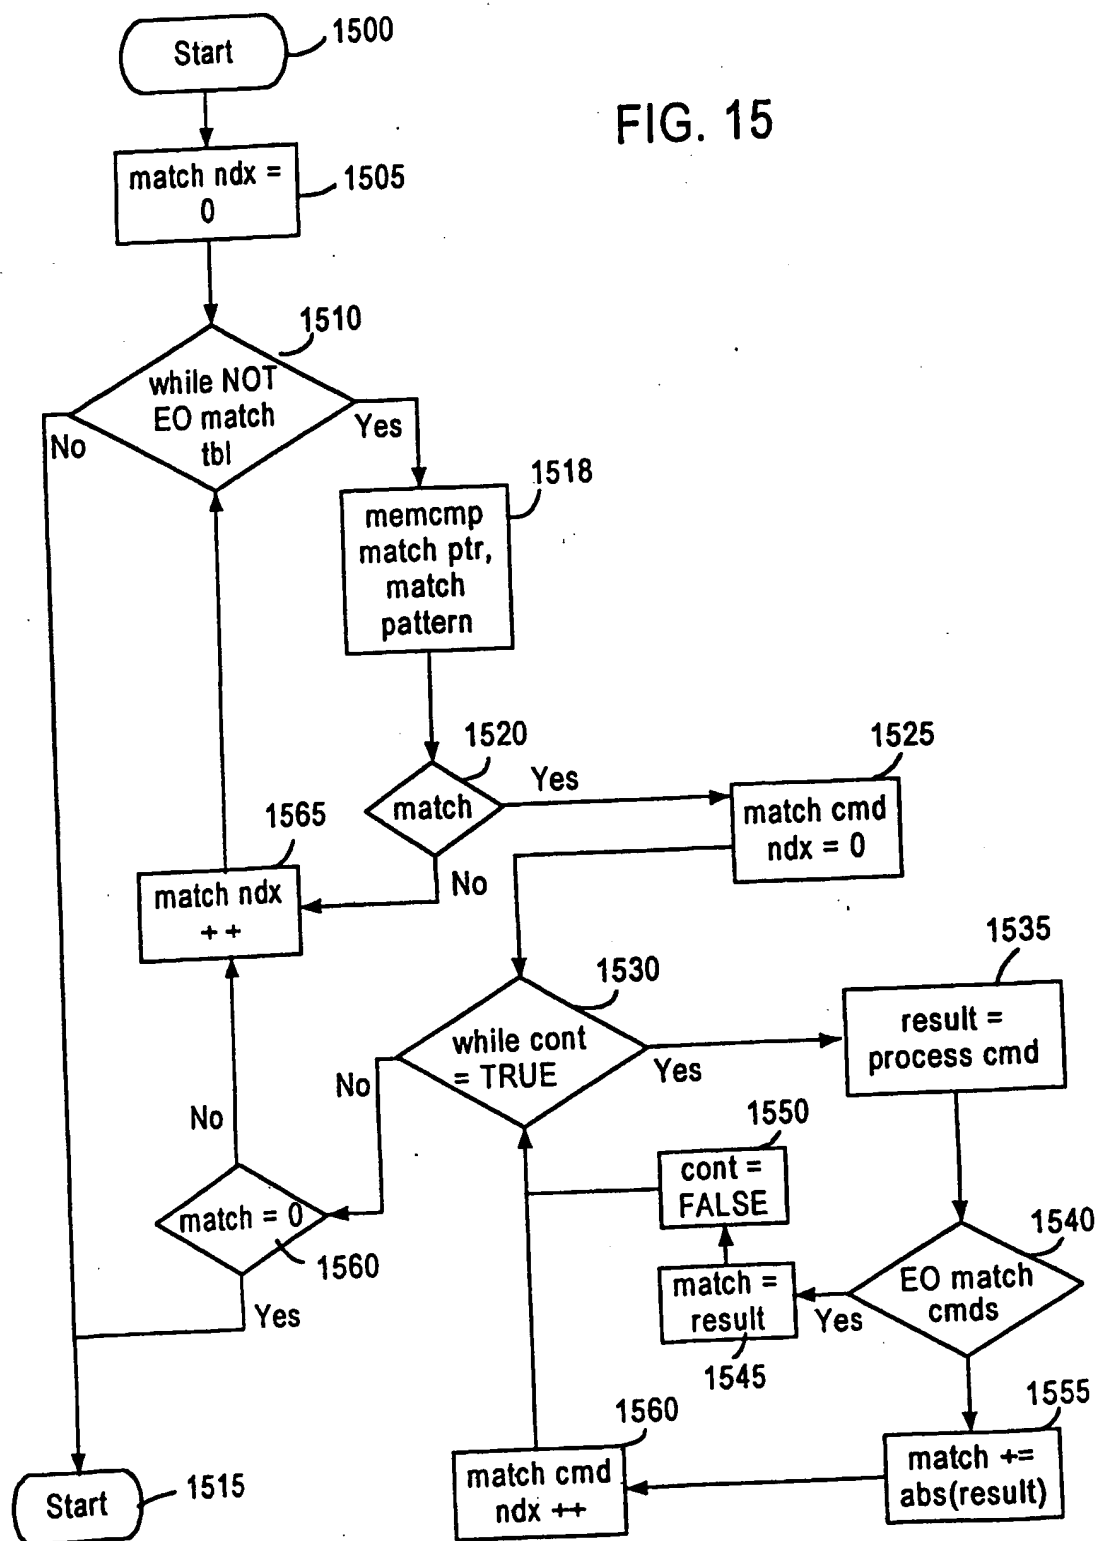 Start
1500
FIG. 15
match ndx =
0
1505
1510
while NOT
EO match
tbl
No
Yes
1518
memcmp
match ptr,
match
pattern
1520
match
Yes
No
1525
match cmd
ndx = 0
1565
match ndx
++
1530
while cont
= TRUE
No
Yes
1535
result =
process cmd
1550
cont =
FALSE
No
match = 0
1560
Yes
1540
EO match
cmds
Yes
match =
result
1545
1555
match +=
abs(result)
1560
match cmd
ndx ++
Start
1515